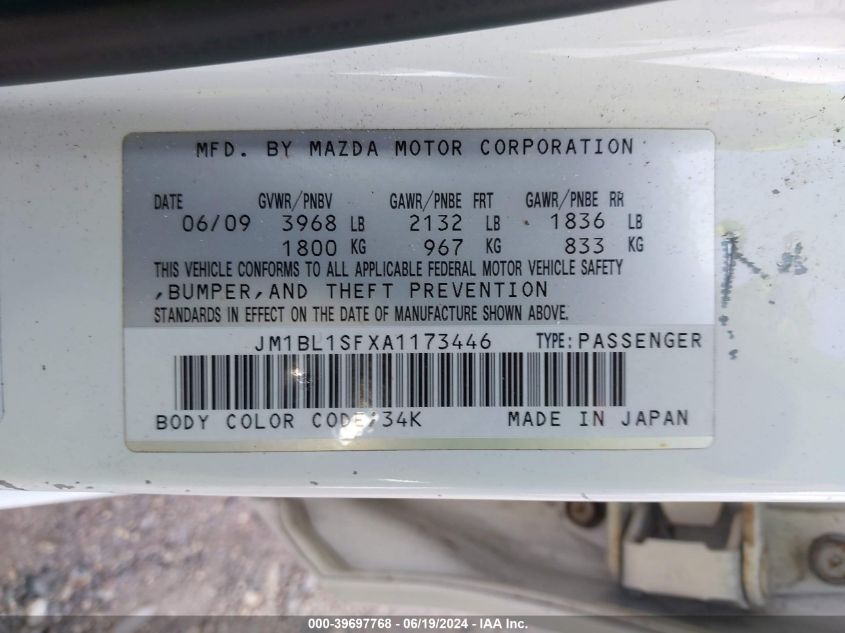 MFD. BY MAZDA MOTOR CORPORATION
DATE GVWR/PNBV GAWR/PNBE FRT GAWR/PNBE RR
06/09 3968 LB 2132 LB 1836 LB
1800 KG 967 KG 833 KG
THIS VEHICLE CONFORMS TO ALL APPLICABLE FEDERAL MOTOR VEHICLE SAFETY
,BUMPER,AND THEFT PREVENTION
STANDARDS IN EFFECT ON THE DATE OF MANUFACTURE SHOWN ABOVE.
JM1BL1SFXA1173446 TYPE:PASSENGER
BODY COLOR CODE:34K MADE IN JAPAN
000-39697768 - 06/19/2024 - IAA Inc.